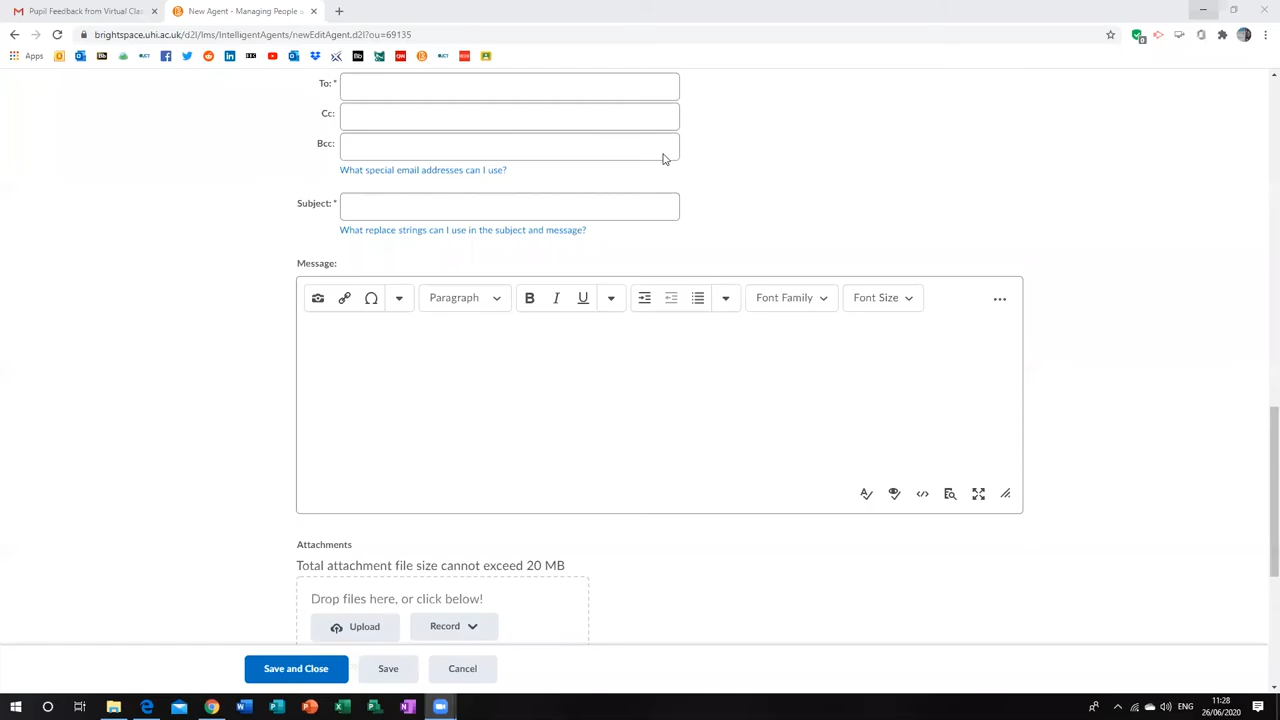 Pupil Feedback from Virtual Clas
New Agent - Managing People a
brightspace.uhi.ac.uk/d2l/lms/IntelligentAgents/newEditAgent.d2l?ou=69135
Apps
To: *
Cc:
Bcc:
What special email addresses can I use?
Subject: *
What replace strings can I use in the subject and message?
Message:
Paragraph
B I U
Font Family
Font Size
Attachments
Total attachment file size cannot exceed 20 MB
Drop files here, or click below!
Upload
Record
Save and Close
Save
Cancel
ENG
11:28
26/06/2020